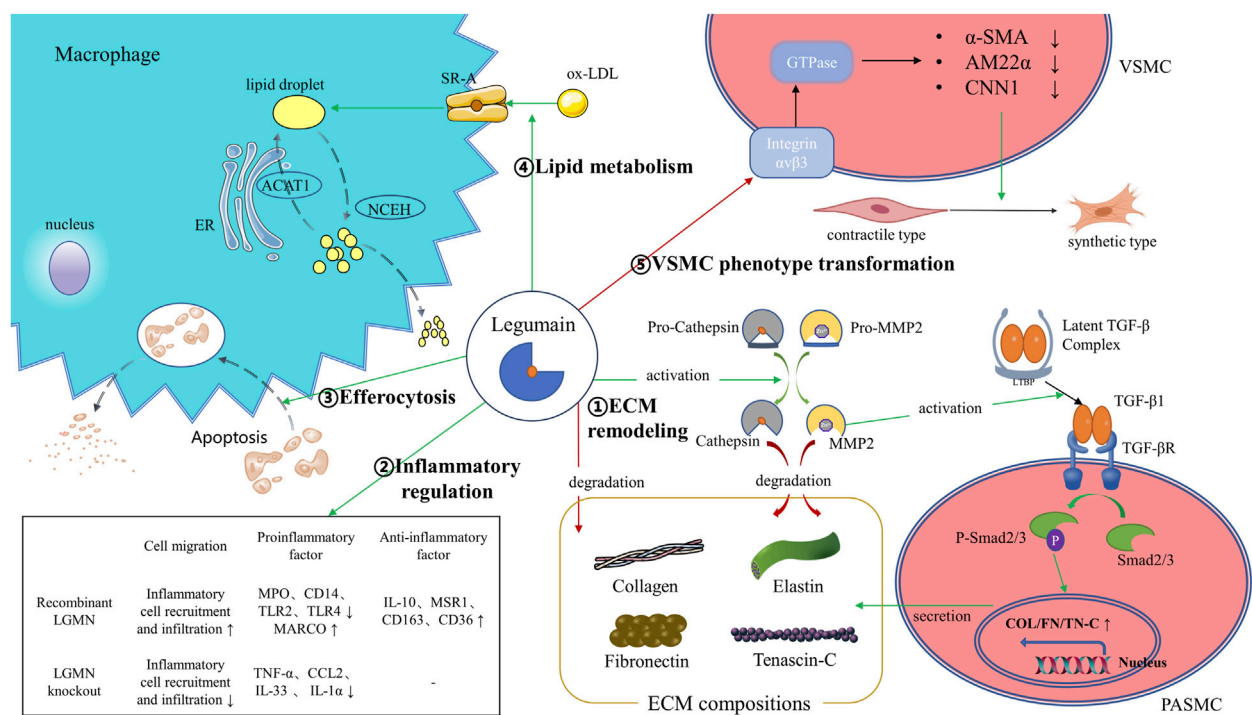 Macrophage
lipid droplet
SR-A
ox-LDL
ACAT1
NCEH
ER
nucleus
④Lipid metabolism
GTPase
• α-SMA ↓
• AM22α ↓
• CNN1 ↓
VSMC
Integrin
αvβ3
contractile type
synthetic type
⑤VSMC phenotype transformation
Legumain
③Efferocytosis
Apoptosis
②Inflammatory
regulation
①ECM
remodeling
activation
Pro-Cathepsin
Pro-MMP2
Zn²⁺
Cathepsin
MMP2
Zn²⁺
activation
Latent TGF-β
Complex
LTBP
TGF-β1
TGF-βR
degradation
degradation
P-Smad2/3
P
Smad2/3
secretion
COL/FN/TN-C ↑
Nucleus
PASMC
Collagen
Elastin
Fibronectin
Tenascin-C
ECM compositions
Cell migration
Proinflammatory
factor
Anti-inflammatory
factor
Recombinant
LGMN
Inflammatory
cell recruitment
and infiltration ↑
MPO、CD14、
TLR2、TLR4 ↓
MARCO ↑
IL-10、MSR1、
CD163、CD36 ↑
LGMN
knockout
Inflammatory
cell recruitment
and infiltration ↓
TNF-α、CCL2、
IL-33 、 IL-1α ↓
-